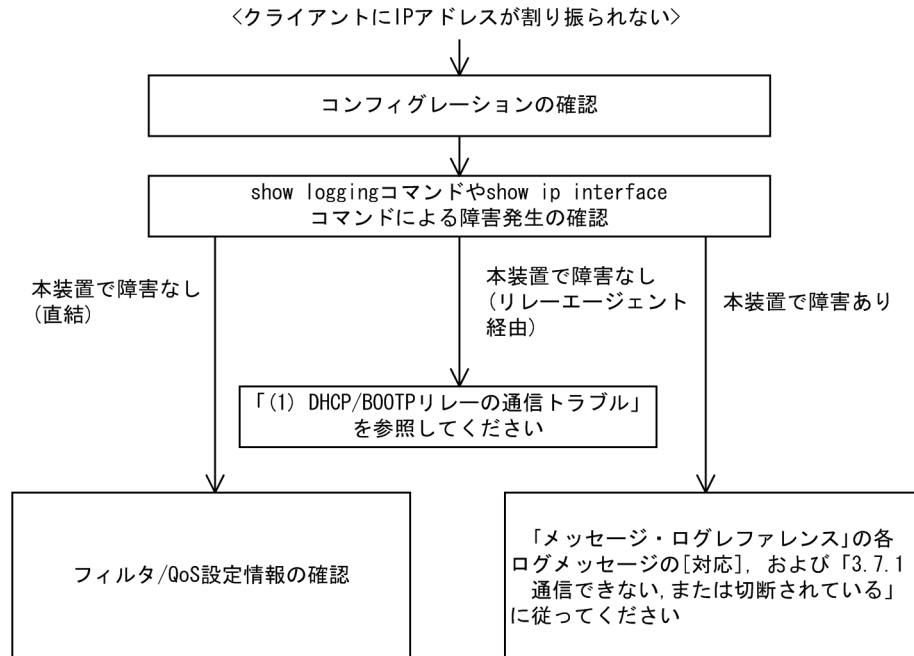 <クライアントにIPアドレスが割り振られない>
コンフィグレーションの確認
show loggingコマンドやshow ip interface
コマンドによる障害発生の確認
本装置で障害なし
(直結)
本装置で障害なし
(リレーエージェント
経由)
本装置で障害あり
「(1) DHCP/BOOTPリレーの通信トラブル」
を参照してください
フィルタ/QoS設定情報の確認
「メッセージ・ログレファレンス」の各
ログメッセージの[対応], および「3.7.1
通信できない,または切断されている」
に従ってください